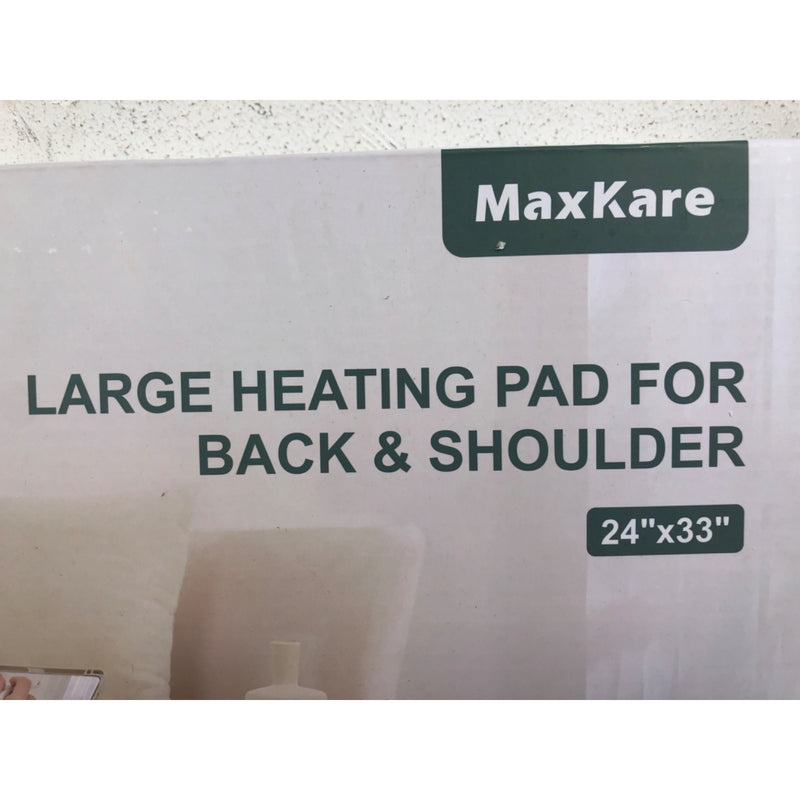 MaxKare
LARGE HEATING PAD FOR
BACK & SHOULDER
24"x33"